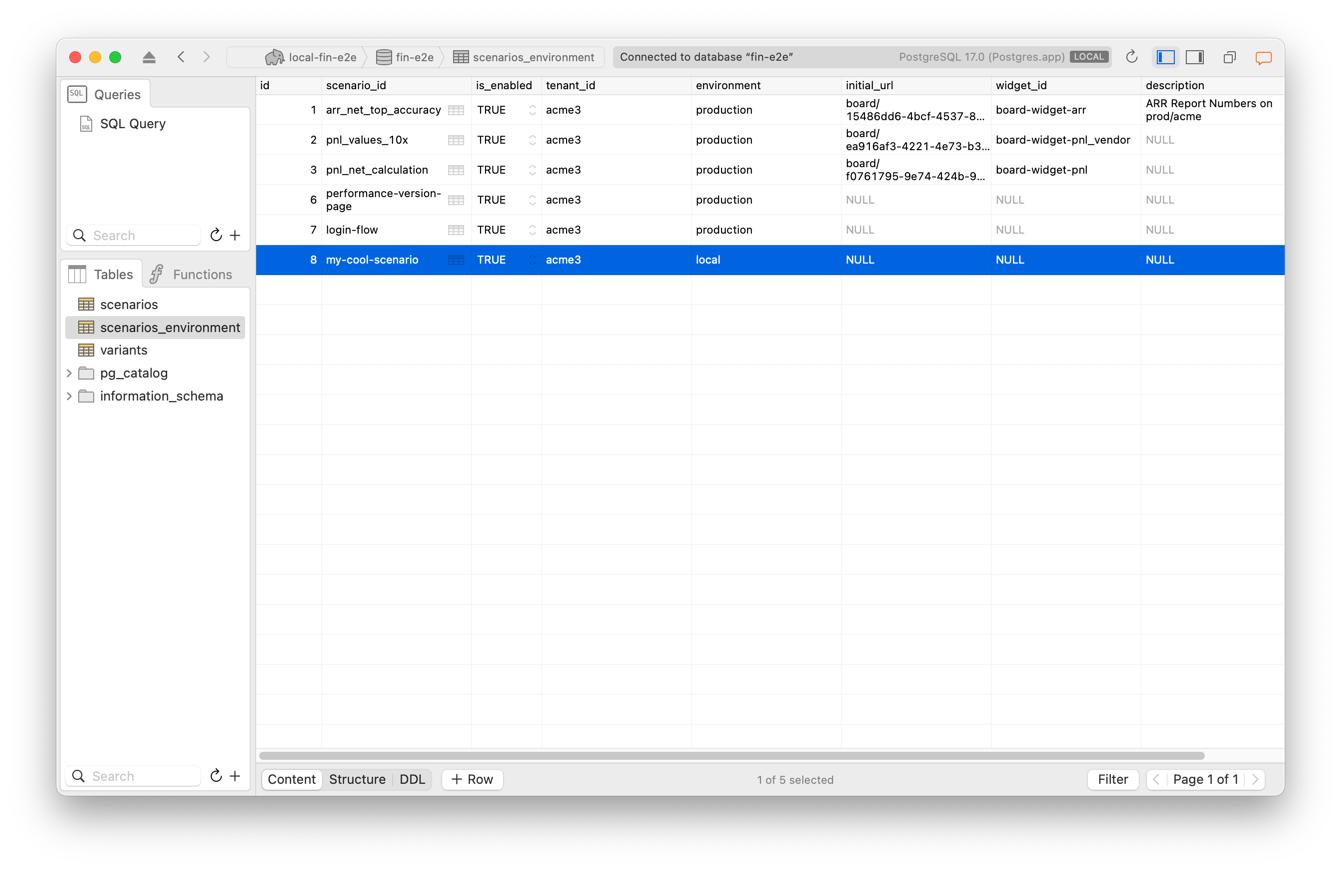 local-fin-e2e fin-e2e scenarios_environment Connected to database “fin-e2e” PostgreSQL 17.0 (Postgres.app) LOCAL
SQL Queries
SQL SQL Query
Search
Tables Functions
scenarios
scenarios_environment
variants
pg_catalog
information_schema
Search
id scenario_id is_enabled tenant_id environment initial_url widget_id description
1 arr_net_top_accuracy TRUE acme3 production board/
15486dd6-4bcf-4537-8... board-widget-arr ARR Report Numbers on
prod/acme
2 pnl_values_10x TRUE acme3 production board/
ea916af3-4221-4e73-b3... board-widget-pnl_vendor NULL
3 pnl_net_calculation TRUE acme3 production board/
f0761795-9e74-424b-9... board-widget-pnl NULL
6 performance-version-
page TRUE acme3 production NULL NULL NULL
7 login-flow TRUE acme3 production NULL NULL NULL
8 my-cool-scenario TRUE acme3 local NULL NULL NULL
Content Structure DDL + Row 1 of 5 selected Filter Page 1 of 1